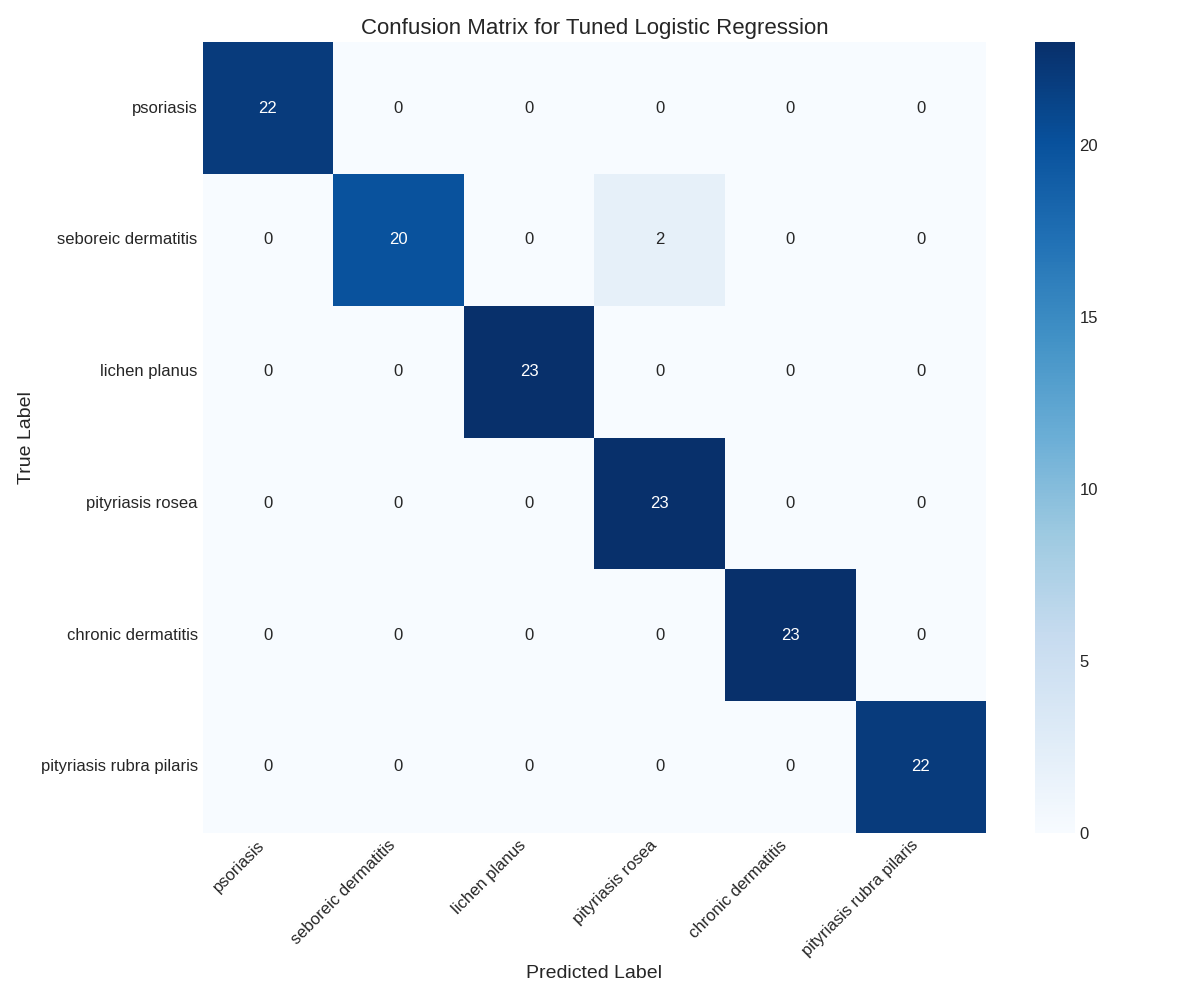 Confusion Matrix for Tuned Logistic Regression
psoriasis 22 0 0 0 0 0
seboreic dermatitis 0 20 0 2 0 0
lichen planus 0 0 23 0 0 0
pityriasis rosea 0 0 0 23 0 0
chronic dermatitis 0 0 0 0 23 0
pityriasis rubra pilaris 0 0 0 0 0 22
True Label
psoriasis
seboreic dermatitis
lichen planus
pityriasis rosea
chronic dermatitis
pityriasis rubra pilaris
Predicted Label
20
15
10
5
0